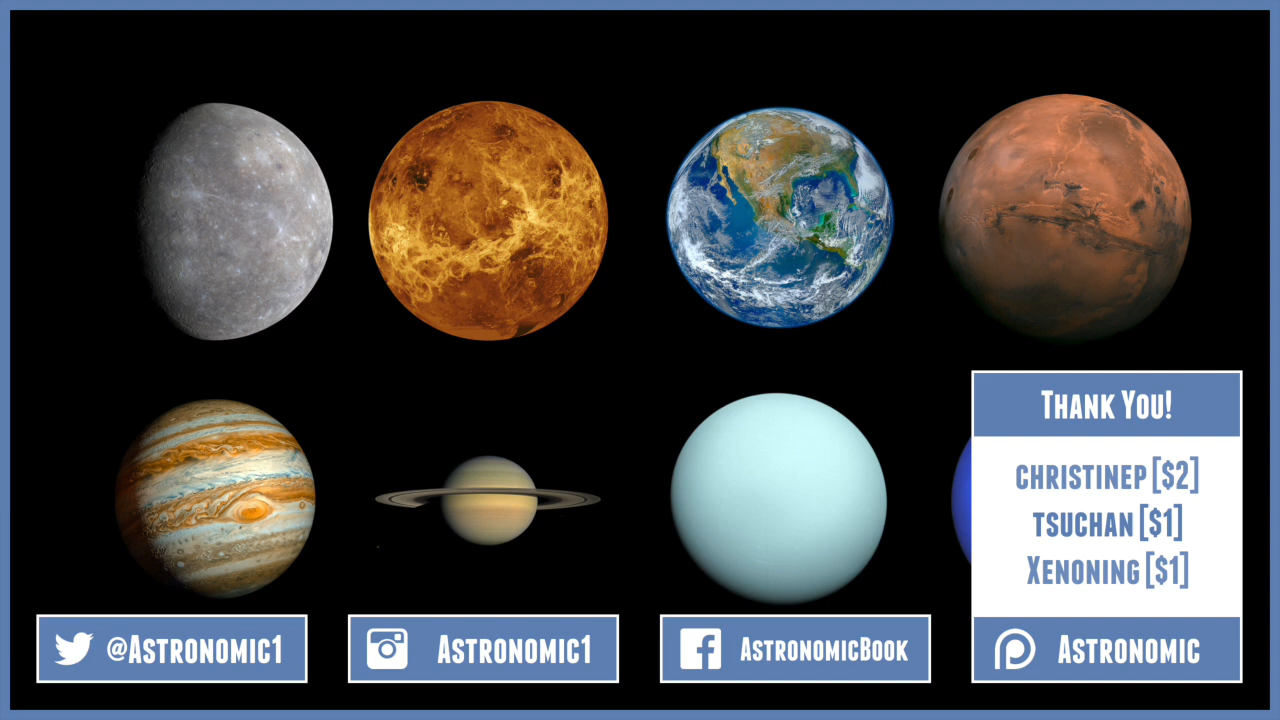 Thank You!
christinep [$2]
tsuchan [$1]
Xenoning [$1]
@Astronomic1
Astronomic1
AstronomicBook
Astronomic